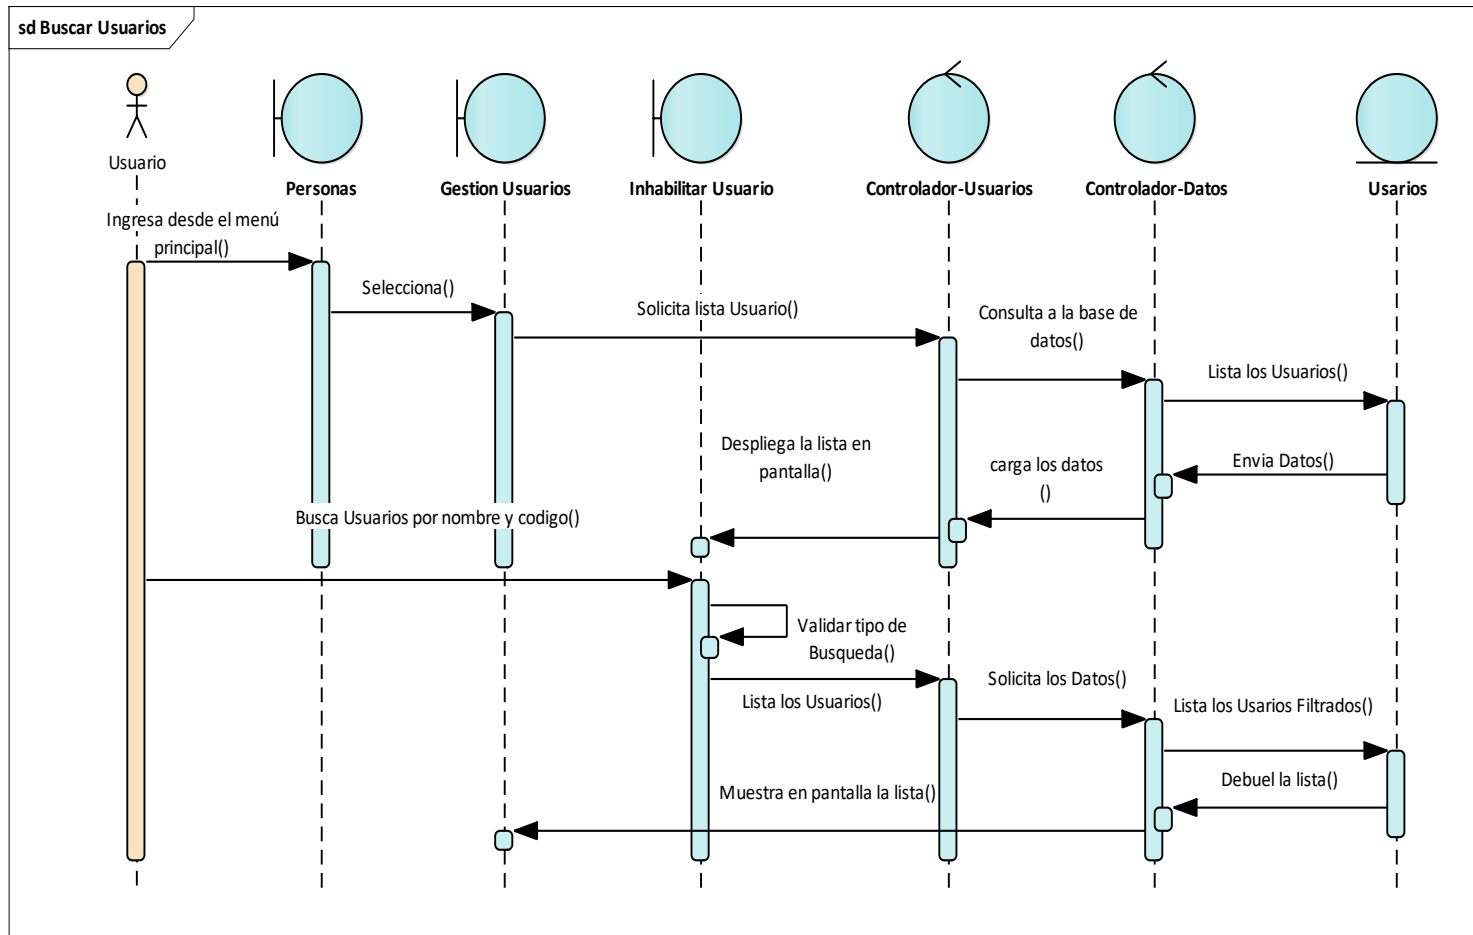 sd Buscar Usuarios
Usuario
Personas
Gestion Usuarios
Inhabilitar Usuario
Controlador-Usuarios
Controlador-Datos
Usarios
Ingresa desde el menú
principal()
Selecciona()
Solicita lista Usuario()
Consulta a la base de
datos()
Lista los Usuarios()
Despliega la lista en
pantalla()
carga los datos
()
Envia Datos()
Busca Usuarios por nombre y codigo()
Validar tipo de
Busqueda()
Lista los Usuarios()
Solicita los Datos()
Lista los Usarios Filtrados()
Muestra en pantalla la lista()
Debuel la lista()